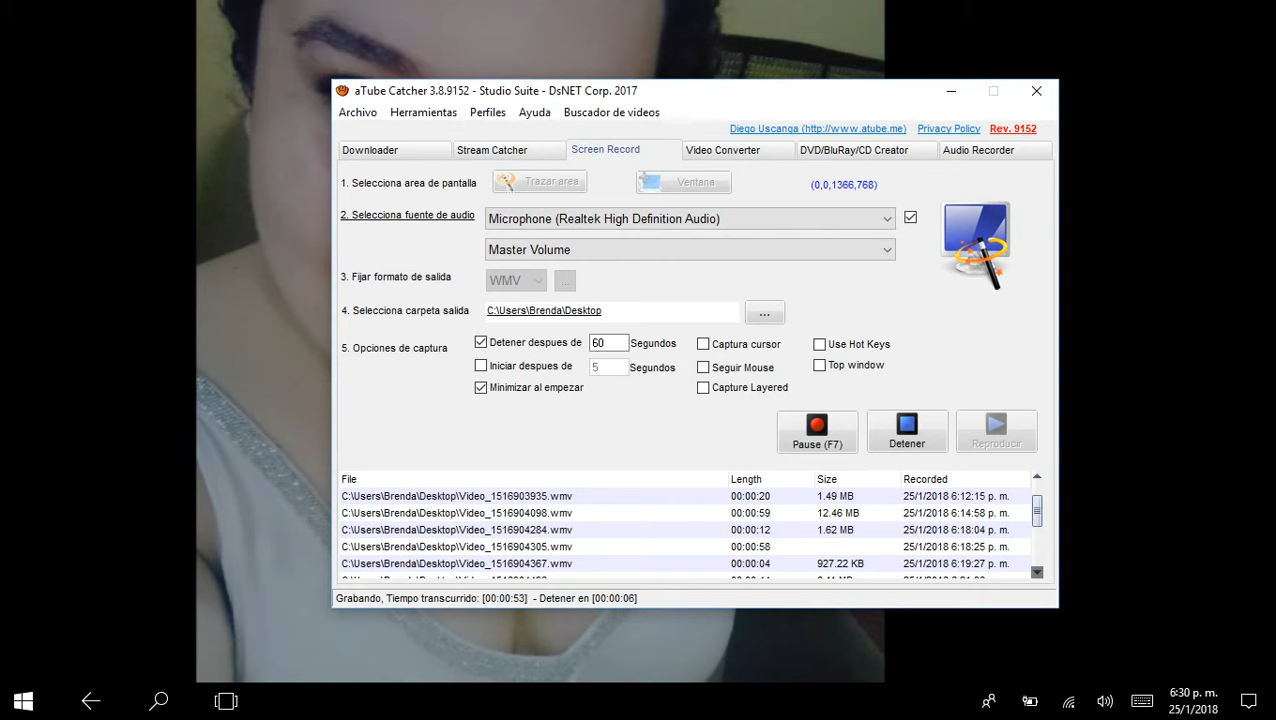 aTube Catcher 3.8.9152 - Studio Suite - DsNET Corp. 2017
Archivo Herramientas Perfiles Ayuda Buscador de videos
Diego Uscanga (http://www.atube.me) Privacy Policy Rev. 9152
Downloader Stream Catcher Screen Record Video Converter DVD/BluRay/CD Creator Audio Recorder
1. Selecciona area de pantalla Trazar area Ventana (0,0,1366,768)
2. Selecciona fuente de audio Microphone (Realtek High Definition Audio)
Master Volume
3. Fijar formato de salida WMV ...
4. Selecciona carpeta salida C:\Users\Brenda\Desktop ...
5. Opciones de captura
Detener despues de 60 Segundos Captura cursor Use Hot Keys
Iniciar despues de 5 Segundos Seguir Mouse Top window
Minimizar al empezar Capture Layered
Pause (F7) Detener Reproducir
File Length Size Recorded
C:\Users\Brenda\Desktop\Video_1516903935.wmv 00:00:20 1.49 MB 25/1/2018 6:12:15 p. m.
C:\Users\Brenda\Desktop\Video_1516904098.wmv 00:00:59 12.46 MB 25/1/2018 6:14:58 p. m.
C:\Users\Brenda\Desktop\Video_1516904284.wmv 00:00:12 1.62 MB 25/1/2018 6:18:04 p. m.
C:\Users\Brenda\Desktop\Video_1516904305.wmv 00:00:58 25/1/2018 6:18:25 p. m.
C:\Users\Brenda\Desktop\Video_1516904367.wmv 00:00:04 927.22 KB 25/1/2018 6:19:27 p. m.
Grabando, Tiempo transcurrido: [00:00:53] - Detener en [00:00:06]
6:30 p. m.
25/1/2018